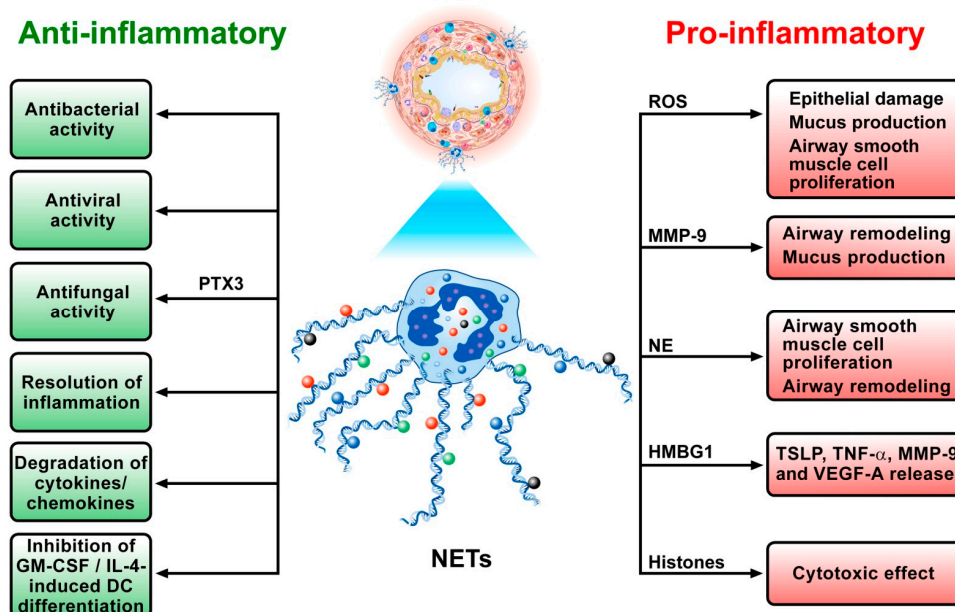 Anti-inflammatory
Antibacterial
activity
Antiviral
activity
Antifungal
activity
PTX3
Resolution of
inflammation
Degradation of
cytokines/
chemokines
Inhibition of
GM-CSF / IL-4-
induced DC
differentiation
NETs
Pro-inflammatory
ROS
Epithelial damage
Mucus production
Airway smooth
muscle cell
proliferation
MMP-9
Airway remodeling
Mucus production
NE
Airway smooth
muscle cell
proliferation
Airway remodeling
HMBG1
TSLP, TNF-α, MMP-9
and VEGF-A release
Histones
Cytotoxic effect